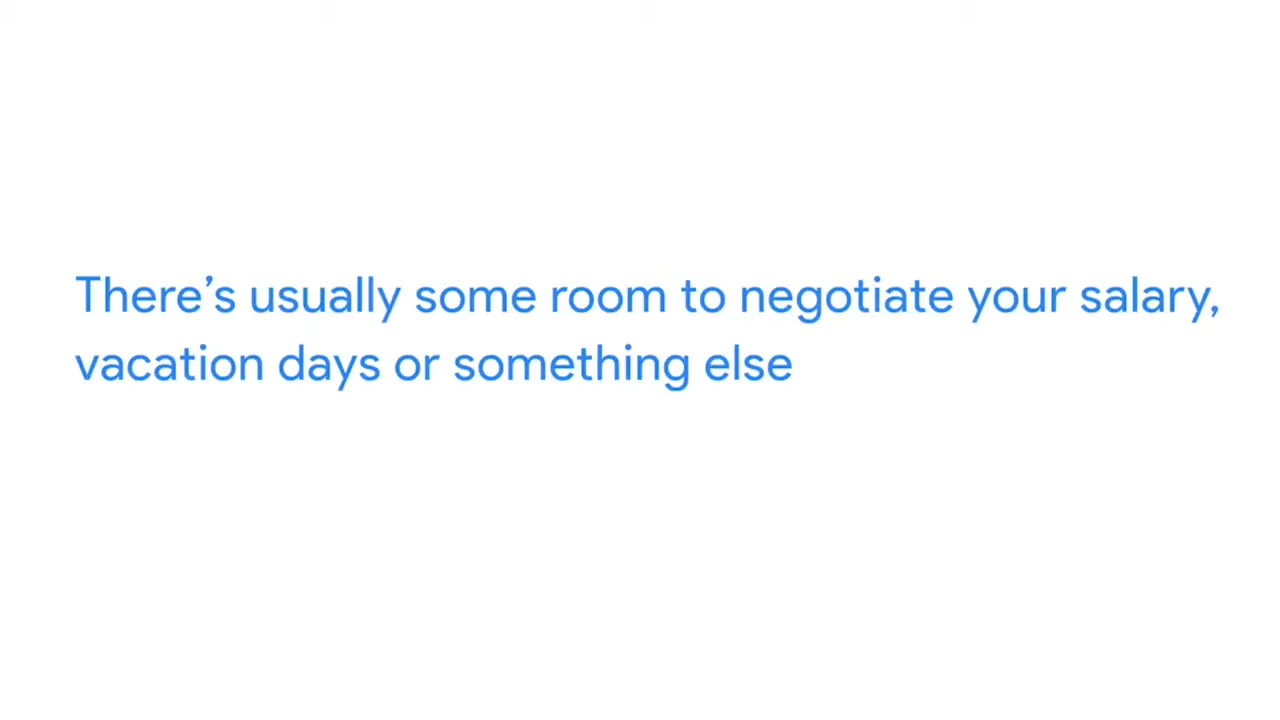 There’s usually some room to negotiate your salary,
vacation days or something else